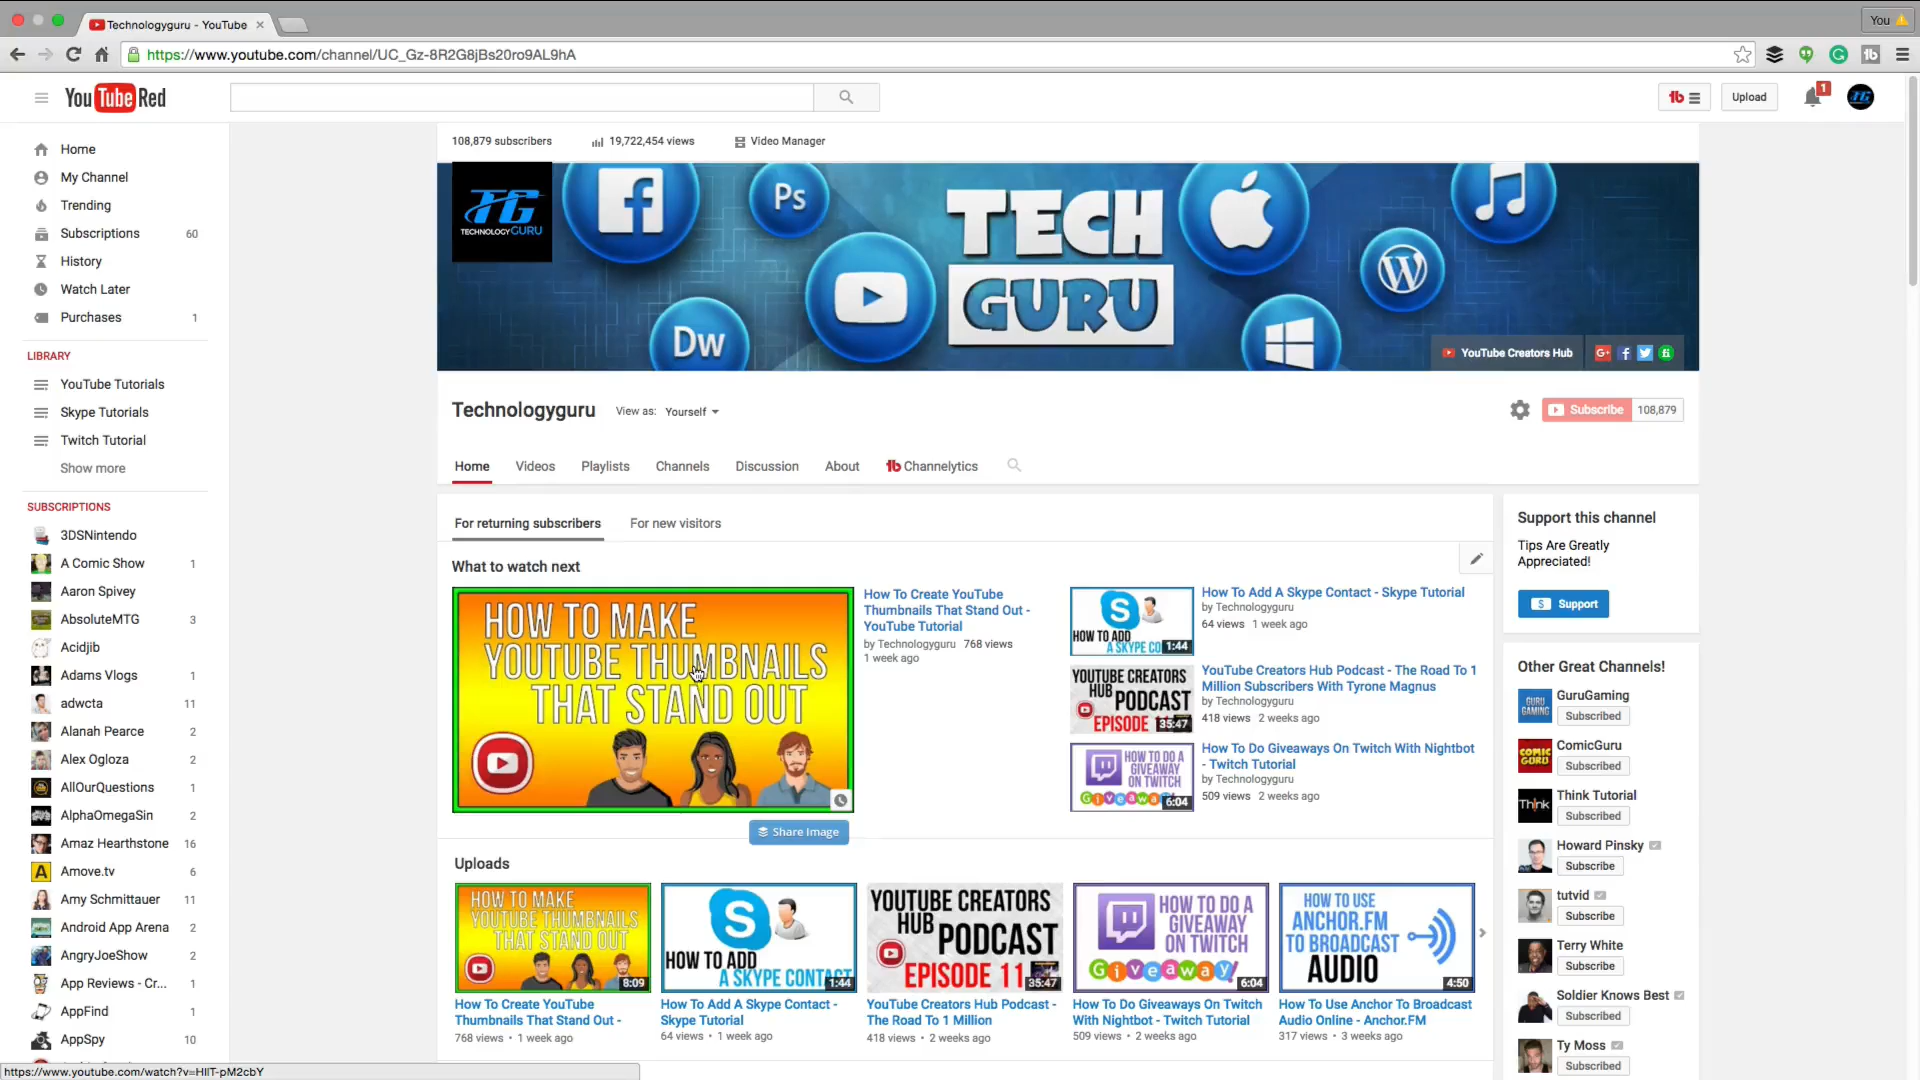 Technologyguru - YouTube
You
https://www.youtube.com/channel/UC_Gz-8R2G8jBs20ro9AL9hA
YouTube Red
Upload
1
Home
My Channel
Trending
Subscriptions 60
History
Watch Later
Purchases 1
LIBRARY
YouTube Tutorials
Skype Tutorials
Twitch Tutorial
Show more
SUBSCRIPTIONS
3DSNintendo
A Comic Show 1
Aaron Spivey
AbsoluteMTG 3
Acidjib
Adams Vlogs 1
adwcta 11
Alanah Pearce 2
Alex Ogloza 2
AllOurQuestions 1
AlphaOmegaSin 2
Amaz Hearthstone 16
Amove.tv 6
Amy Schmittauer 11
Android App Arena 2
AngryJoeShow 2
App Reviews - Cr... 1
AppFind 1
AppSpy 10
https://www.youtube.com/watch?v=HIlT-pM2cbY
108,879 subscribers
19,722,454 views
Video Manager
TG
TECHNOLOGYGURU
Ps
Dw
TECH
GURU
YouTube Creators Hub
Technologyguru
View as: Yourself
Subscribe 108,879
Home Videos Playlists Channels Discussion About Channelytics
For returning subscribers
For new visitors
What to watch next
HOW TO MAKE
YOUTUBE THUMBNAILS
THAT STAND OUT
How To Create YouTube
Thumbnails That Stand Out -
YouTube Tutorial
by Technologyguru 768 views
1 week ago
Share Image
HOW TO ADD
A SKYPE CO
1:44
How To Add A Skype Contact - Skype Tutorial
by Technologyguru
64 views 1 week ago
YOUTUBE CREATORS
HUB PODCAST
EPISODE 11
35:47
YouTube Creators Hub Podcast - The Road To 1
Million Subscribers With Tyrone Magnus
by Technologyguru
418 views 2 weeks ago
HOW TO DO A
GIVEAWAY
ON TWITCH
Giveaway
6:04
How To Do Giveaways On Twitch With Nightbot
- Twitch Tutorial
by Technologyguru
509 views 2 weeks ago
Uploads
HOW TO MAKE
YOUTUBE THUMBNAILS
THAT STAND OUT
8:09
How To Create YouTube
Thumbnails That Stand Out -
768 views • 1 week ago
HOW TO ADD
A SKYPE CONTACT
1:44
How To Add A Skype Contact -
Skype Tutorial
64 views • 1 week ago
YOUTUBE CREATORS
HUB PODCAST
EPISODE 11
35:47
YouTube Creators Hub Podcast -
The Road To 1 Million
418 views • 2 weeks ago
HOW TO DO A
GIVEAWAY
ON TWITCH
Giveaway!
6:04
How To Do Giveaways On Twitch
With Nightbot - Twitch Tutorial
509 views • 2 weeks ago
HOW TO USE
ANCHOR.FM
TO BROADCAST
AUDIO
4:50
How To Use Anchor To Broadcast
Audio Online - Anchor.FM
317 views • 3 weeks ago
Support this channel
Tips Are Greatly
Appreciated!
$ Support
Other Great Channels!
GURU
GAMING
GuruGaming
Subscribed
COMIC
GURU
ComicGuru
Subscribed
Think
Think Tutorial
Subscribed
Howard Pinsky
Subscribe
tutvid
Subscribe
Terry White
Subscribe
Soldier Knows Best
Subscribe
Ty Moss
Subscribe